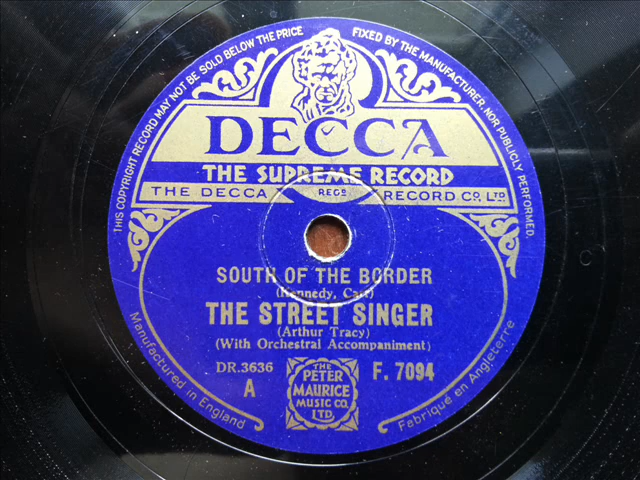 THIS COPYRIGHT RECORD MAY NOT BE SOLD BELOW THE PRICE FIXED BY THE MANUFACTURER, NOR PUBLICLY PERFORMED.
DECCA
THE SUPREME RECORD
THE DECCA REGD RECORD CO, LTD
SOUTH OF THE BORDER
(Kennedy, Carr)
THE STREET SINGER
(Arthur Tracy)
(With Orchestral Accompaniment)
DR.3636
A
THE
PETER
MAURICE
MUSIC CO.
LTD.
F. 7094
Manufactured in England
Fabriqué en Angleterre